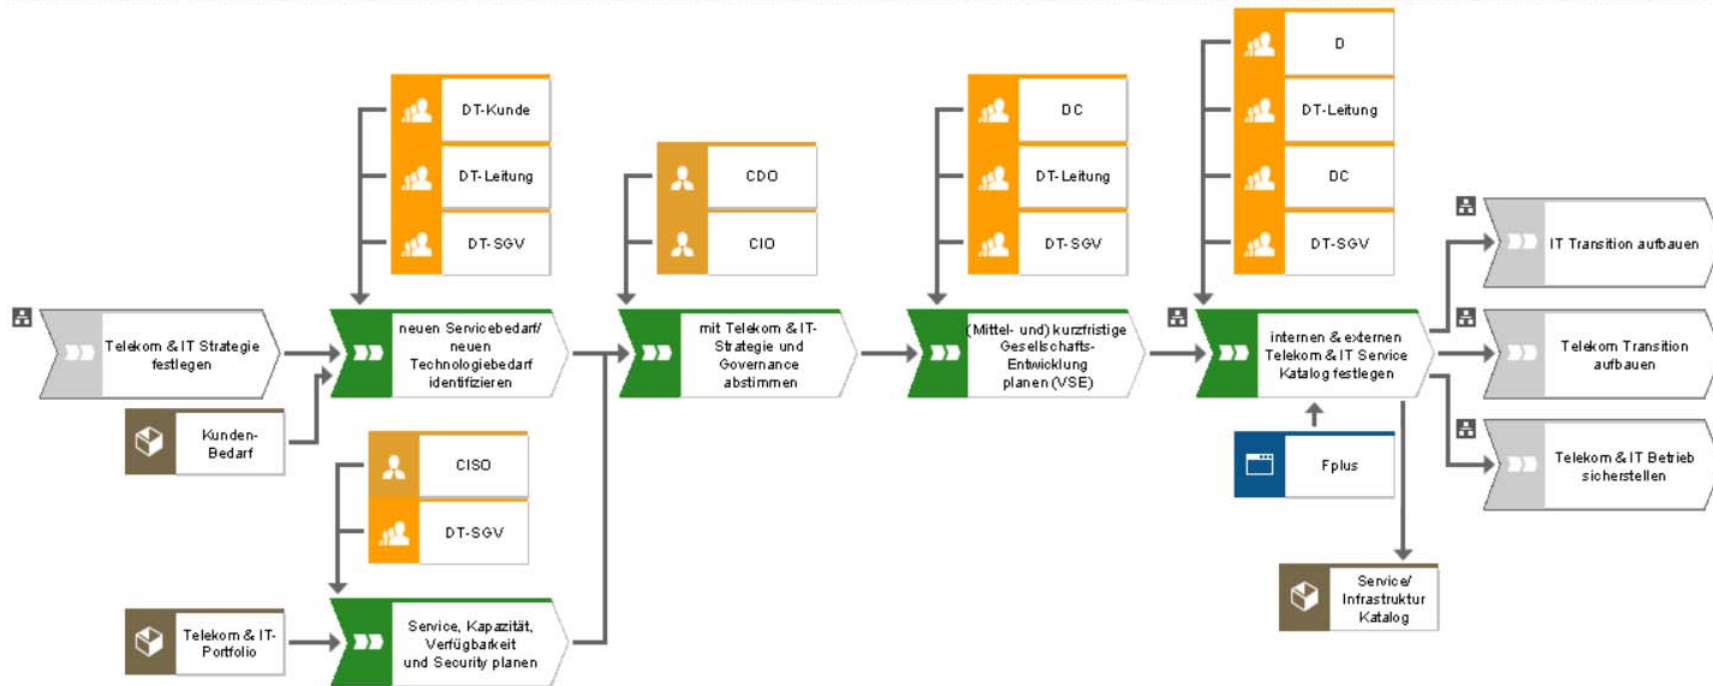 D
DT-Kunde
DC
DT-Leitung
CDO
DT-Leitung
DT-Leitung
DC
DT-SGV
CIO
DT-SGV
DT-SGV
IT Transition aufbauen
Telekom & IT Strategie
festlegen
neuen Servicebedarf/
neuen
Technologiebedarf
identifizieren
mit Telekom & IT-
Strategie und
Governance
abstimmen
(Mittel- und) kurzfristige
Gesellschafts-
Entwicklung
planen (VSE)
internen & externen
Telekom & IT Service
Katalog festlegen
Telekom Transition
aufbauen
Kunden-
Bedarf
CISO
Fplus
Telekom & IT Betrieb
sicherstellen
DT-SGV
Service/
Infrastruktur
Katalog
Telekom & IT-
Portfolio
Service, Kapazität,
Verfügbarkeit
und Security planen